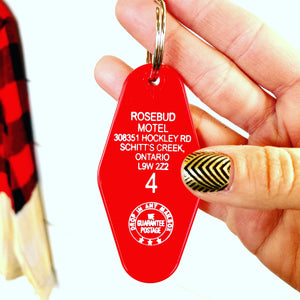 ROSEBUD
MOTEL
308351 HOCKLEY RD
SCHITT'S CREEK,
ONTARIO
L9W 2Z2
4
DROP IN ANY MAILBOX
WE
GUARANTEE
POSTAGE